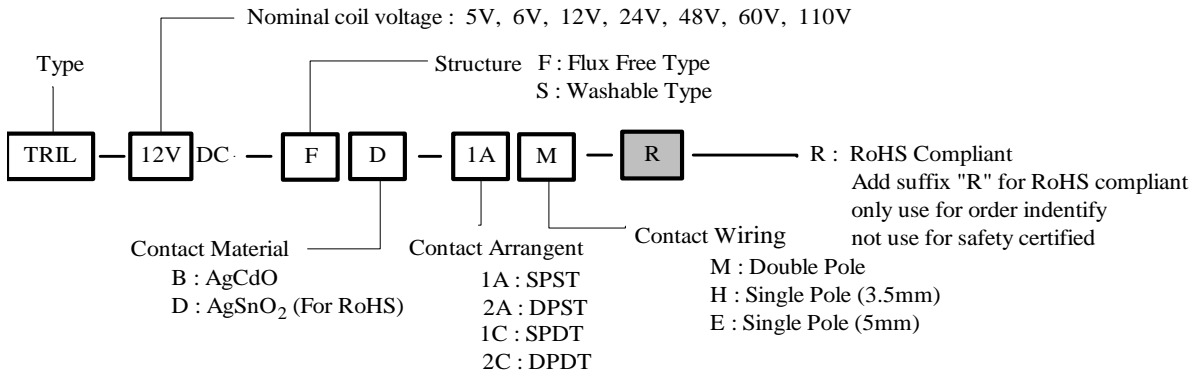 Nominal coil voltage : 5V, 6V, 12V, 24V, 48V, 60V, 110V
Type
Structure F : Flux Free Type
S : Washable Type
TRIL 12V DC F D 1A M R
R : RoHS Compliant
Add suffix "R" for RoHS compliant
only use for order indentify
not use for safety certified
Contact Material
B : AgCdO
D : AgSnO2 (For RoHS)
Contact Arrangent
1A : SPST
2A : DPST
1C : SPDT
2C : DPDT
Contact Wiring
M : Double Pole
H : Single Pole (3.5mm)
E : Single Pole (5mm)